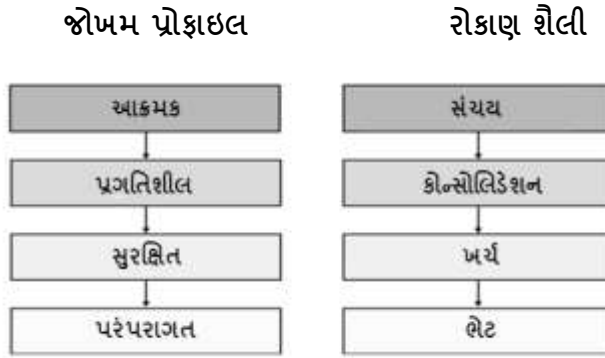 જોખમ પ્રોફાઇલ
રોકાણ શૈલી
આક્રમક
સંચય
પ્રગતિશીલ
કોન્સોલિડેશન
સુરક્ષિત
ખર્ચ
પરંપરાગત
ભેટ